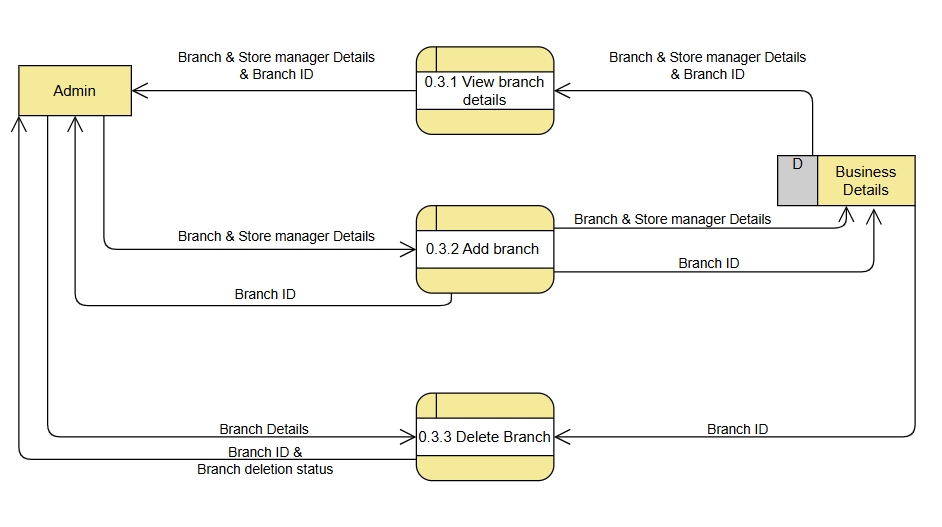 Branch & Store manager Details
& Branch ID
Branch & Store manager Details
& Branch ID
Admin
0.3.1 View branch
details
D
Business
Details
Branch & Store manager Details
0.3.2 Add branch
Branch & Store manager Details
Branch ID
Branch ID
Branch Details
0.3.3 Delete Branch
Branch ID
Branch ID &
Branch deletion status